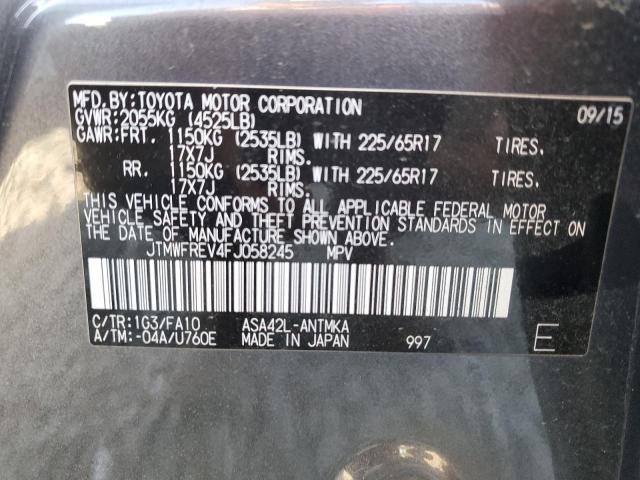 MFD. BY: TOYOTA MOTOR CORPORATION 09/15
GVWR: 2055KG (4525LB)
GAWR: FRT. 1150KG (2535LB) WITH 225/65R17 TIRES.
17X7J RIMS.
RR. 1150KG (2535LB) WITH 225/65R17 TIRES.
17X7J RIMS.
THIS VEHICLE CONFORMS TO ALL APPLICABLE FEDERAL MOTOR
VEHICLE SAFETY AND THEFT PREVENTION STANDARDS IN EFFECT ON
THE DATE OF MANUFACTURE SHOWN ABOVE.
JTMWFREV4FJ058245 MPV
C/TR: 1G3/FA10 ASA42L-ANTMKA
A/TM: -04A/U760E MADE IN JAPAN 997 E